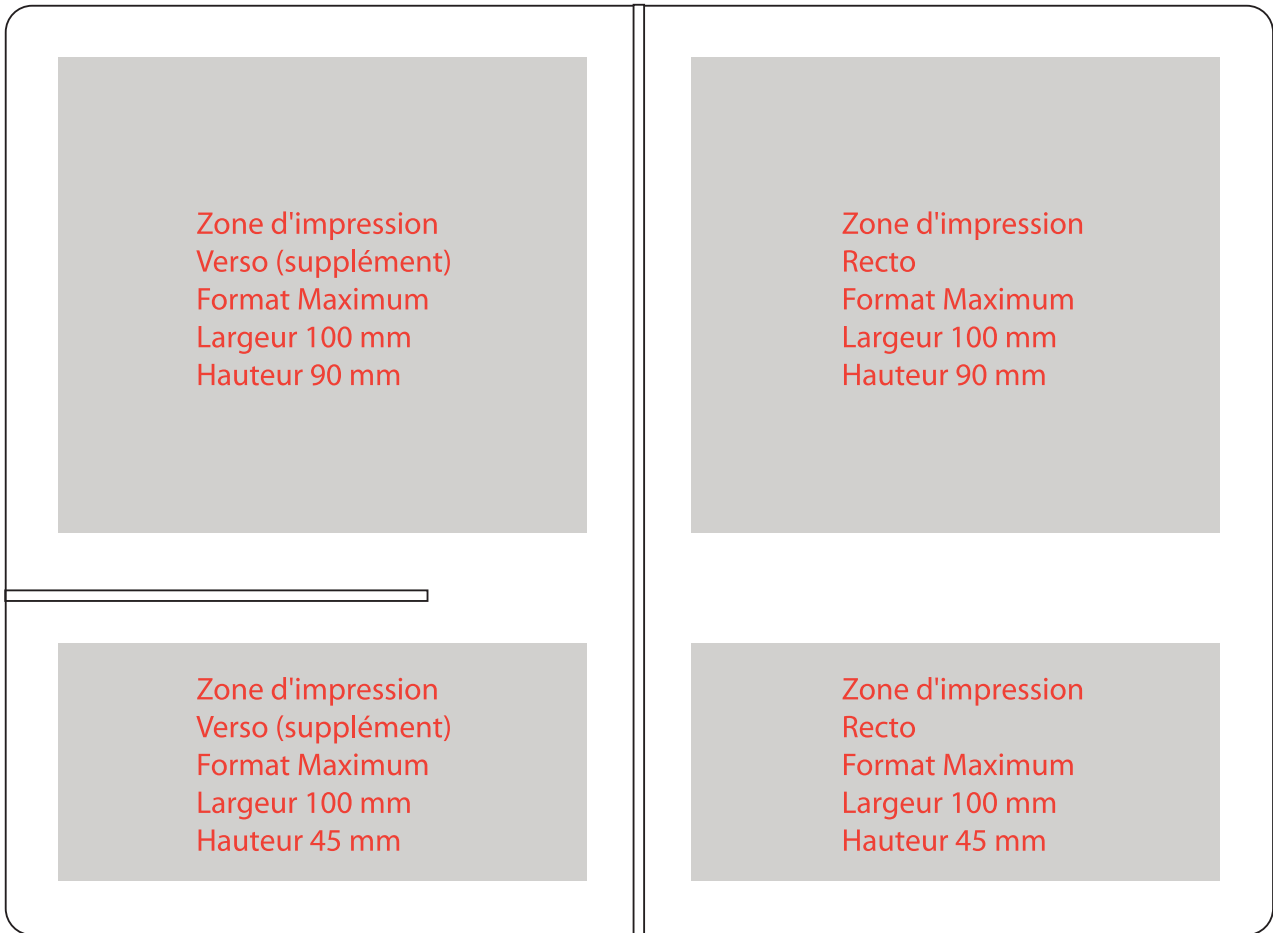 Zone d'impression
Verso (supplément)
Format Maximum
Largeur 100 mm
Hauteur 90 mm
Zone d'impression
Recto
Format Maximum
Largeur 100 mm
Hauteur 90 mm
Zone d'impression
Verso (supplément)
Format Maximum
Largeur 100 mm
Hauteur 45 mm
Zone d'impression
Recto
Format Maximum
Largeur 100 mm
Hauteur 45 mm